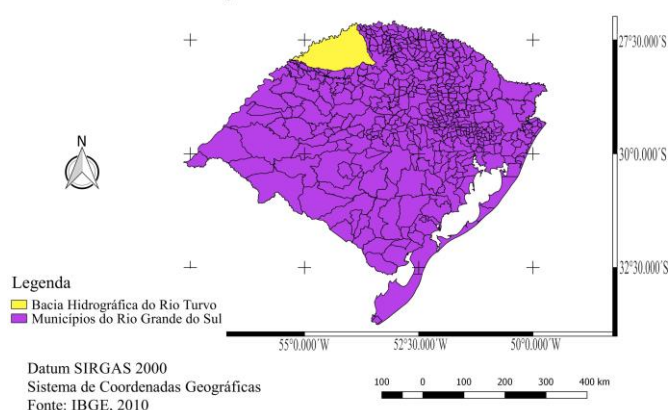 27°30.000´S
N
30°0.000´S
32°30.000´S
Legenda
Bacia Hidrográfica do Rio Turvo
Municípios do Rio Grande do Sul
55°0.000´W 52°30.000´W 50°0.000´W
Datum SIRGAS 2000
Sistema de Coordenadas Geográficas
Fonte: IBGE, 2010
100 0 100 200 300 400 km